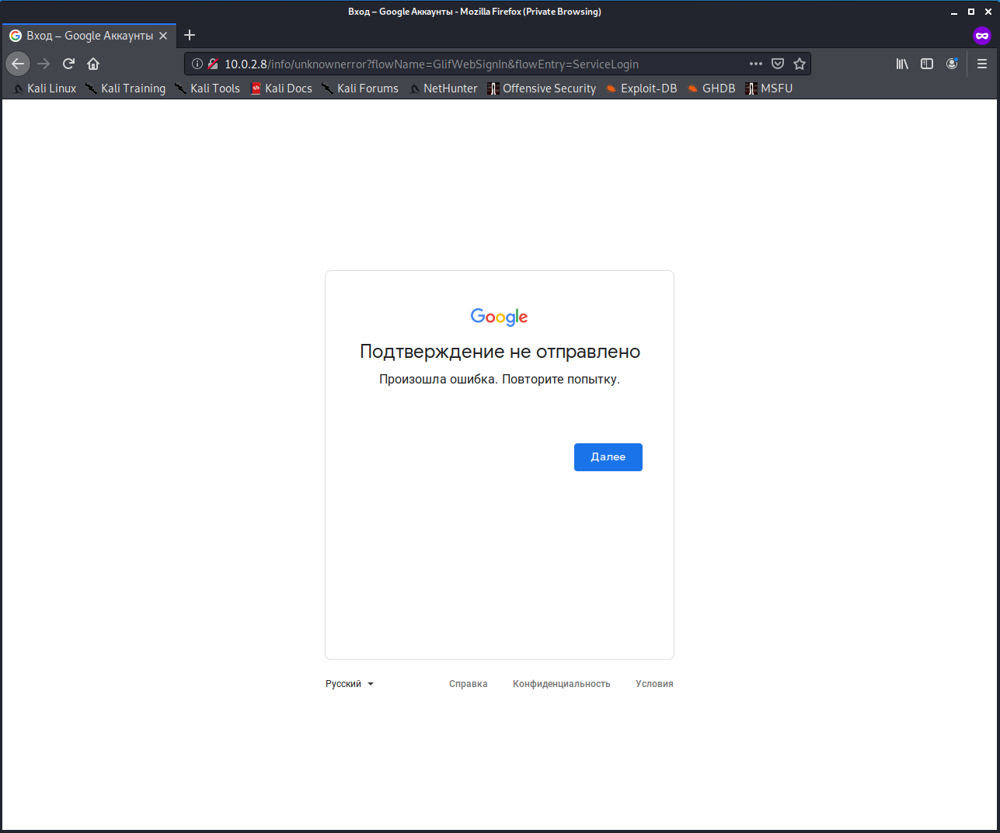 Вход – Google Аккаунты - Mozilla Firefox (Private Browsing)
Вход – Google Аккаунты
10.0.2.8/info/unknownerror?flowName=GlifWebSignIn&flowEntry=ServiceLogin
Kali Linux Kali Training Kali Tools Kali Docs Kali Forums NetHunter Offensive Security Exploit-DB GHDB MSFU
Google
Подтверждение не отправлено
Произошла ошибка. Повторите попытку.
Далее
Русский Справка Конфиденциальность Условия